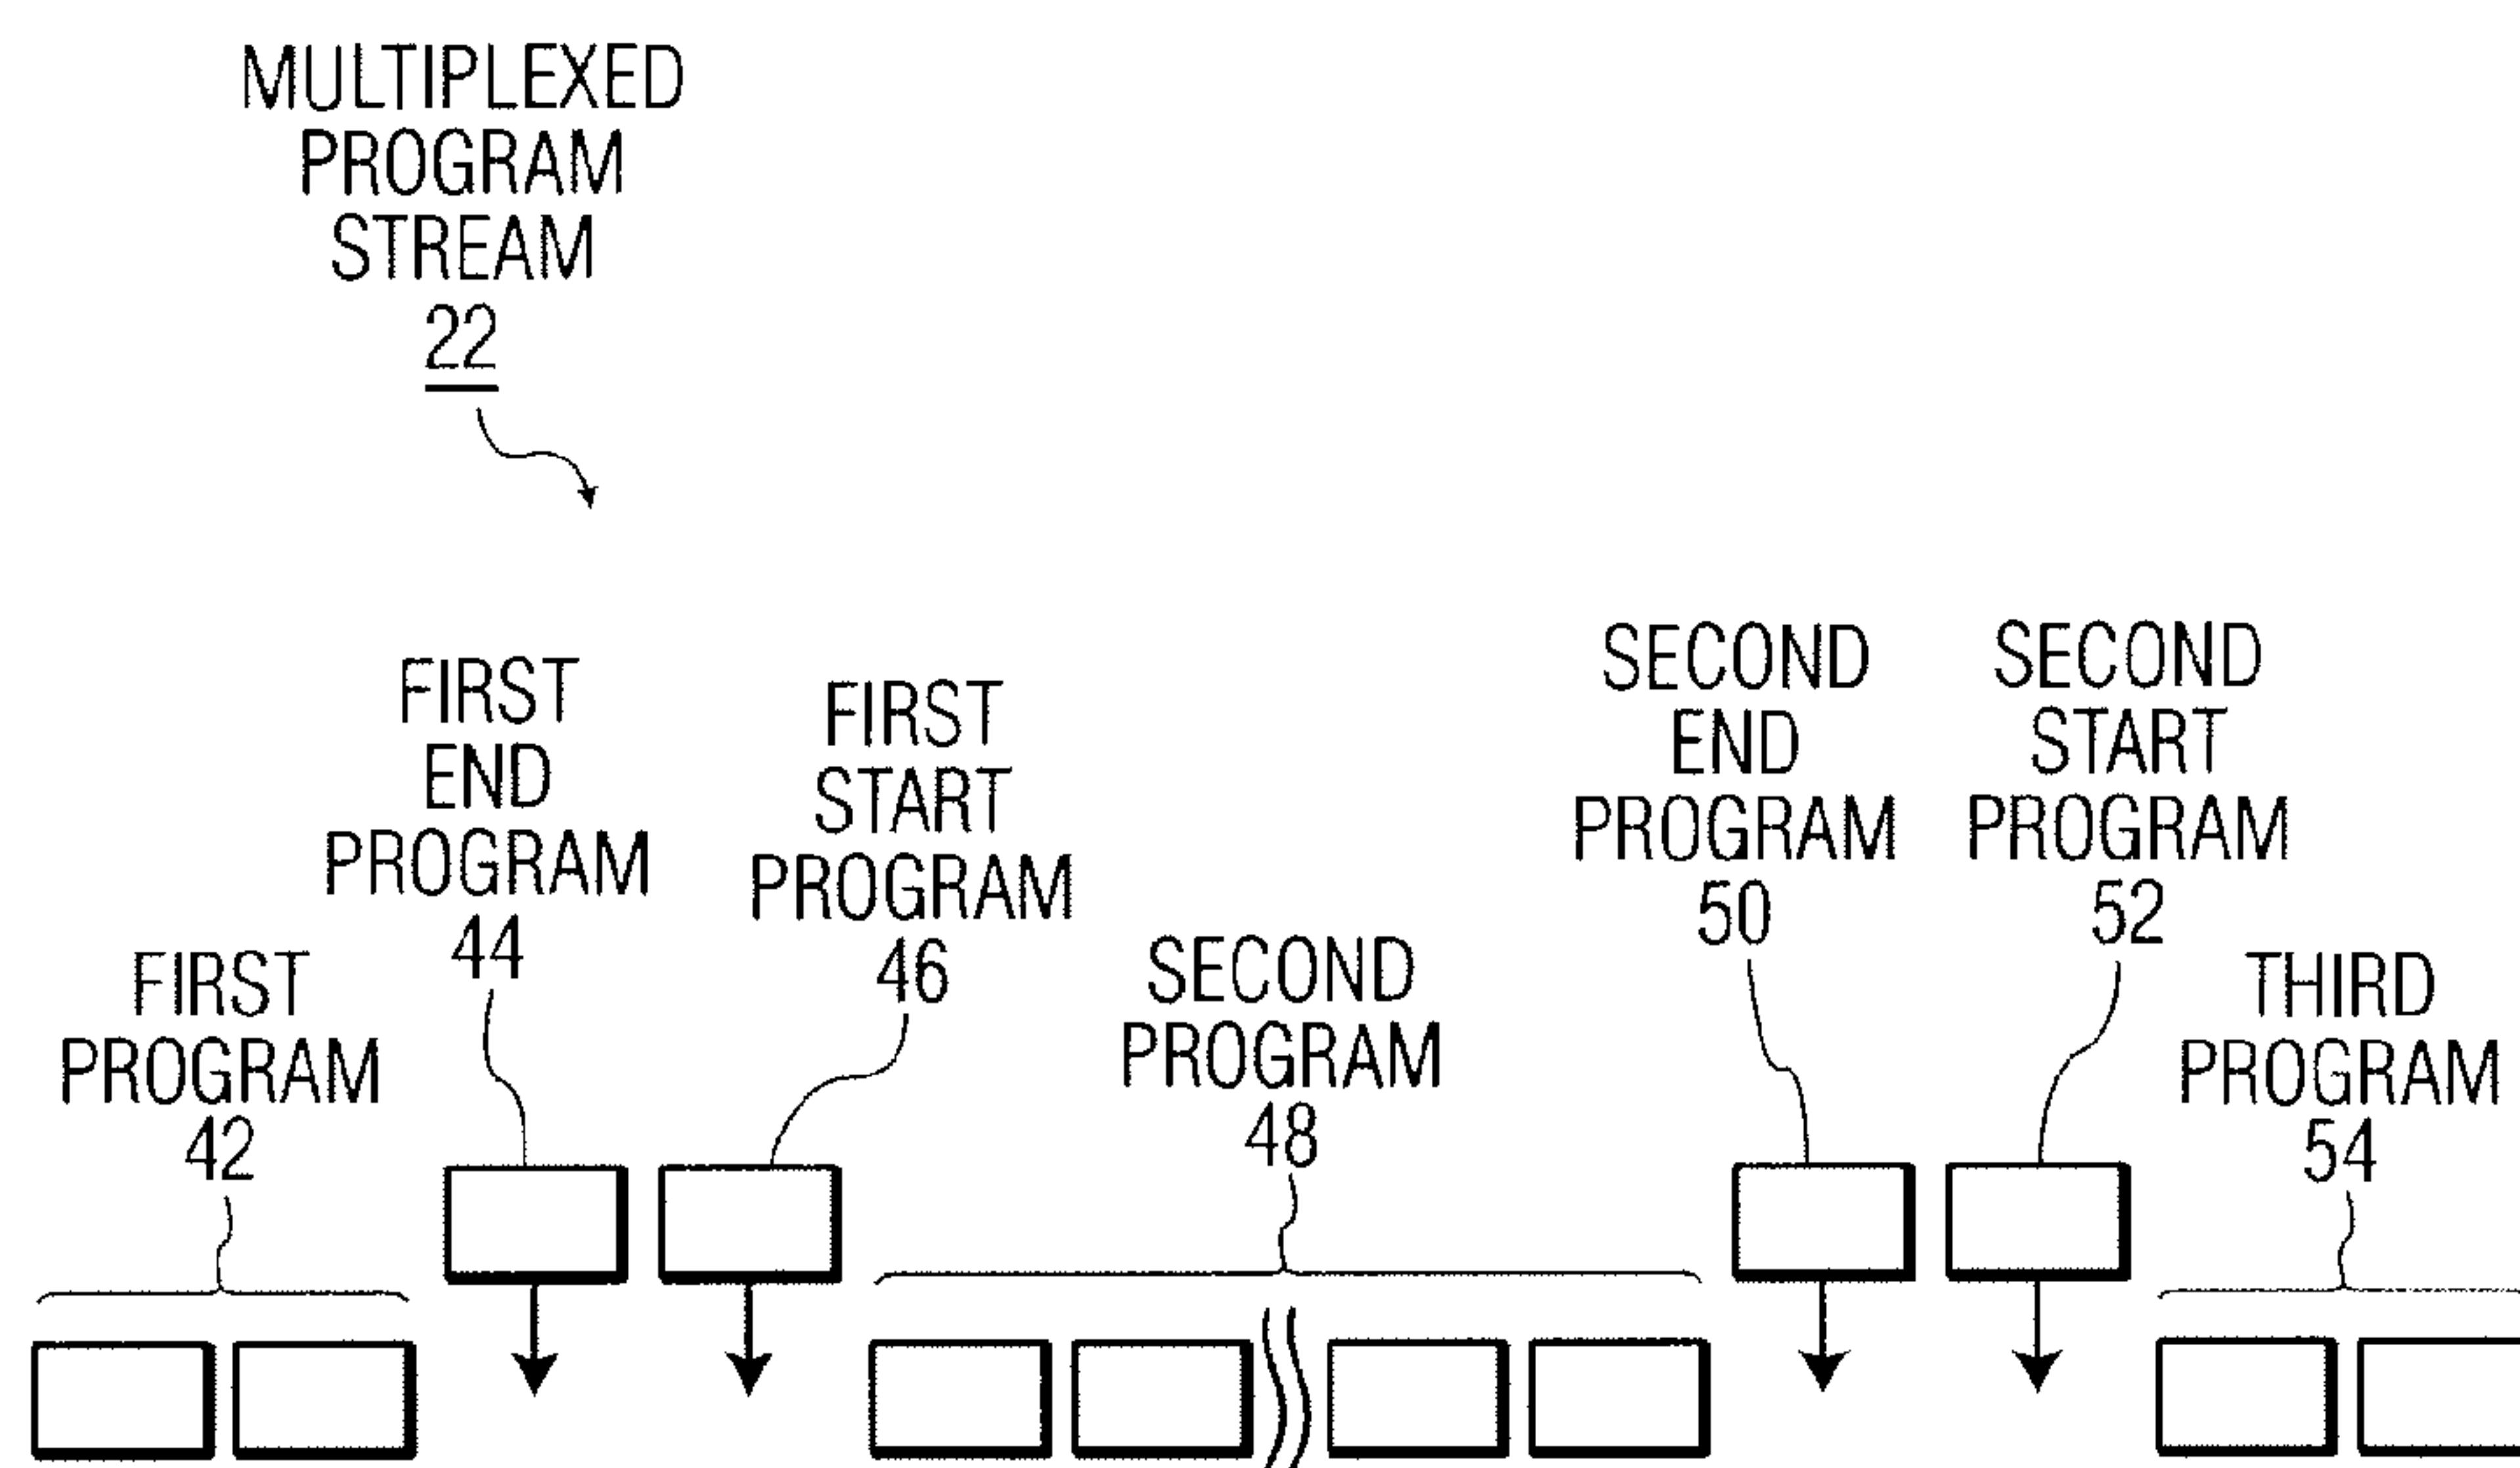 MULTIPLEXED
PROGRAM
STREAM
22
FIRST
PROGRAM
42
FIRST
END
PROGRAM
44
FIRST
START
PROGRAM
46
SECOND
PROGRAM
48
SECOND
END
PROGRAM
50
SECOND
START
PROGRAM
52
THIRD
PROGRAM
54